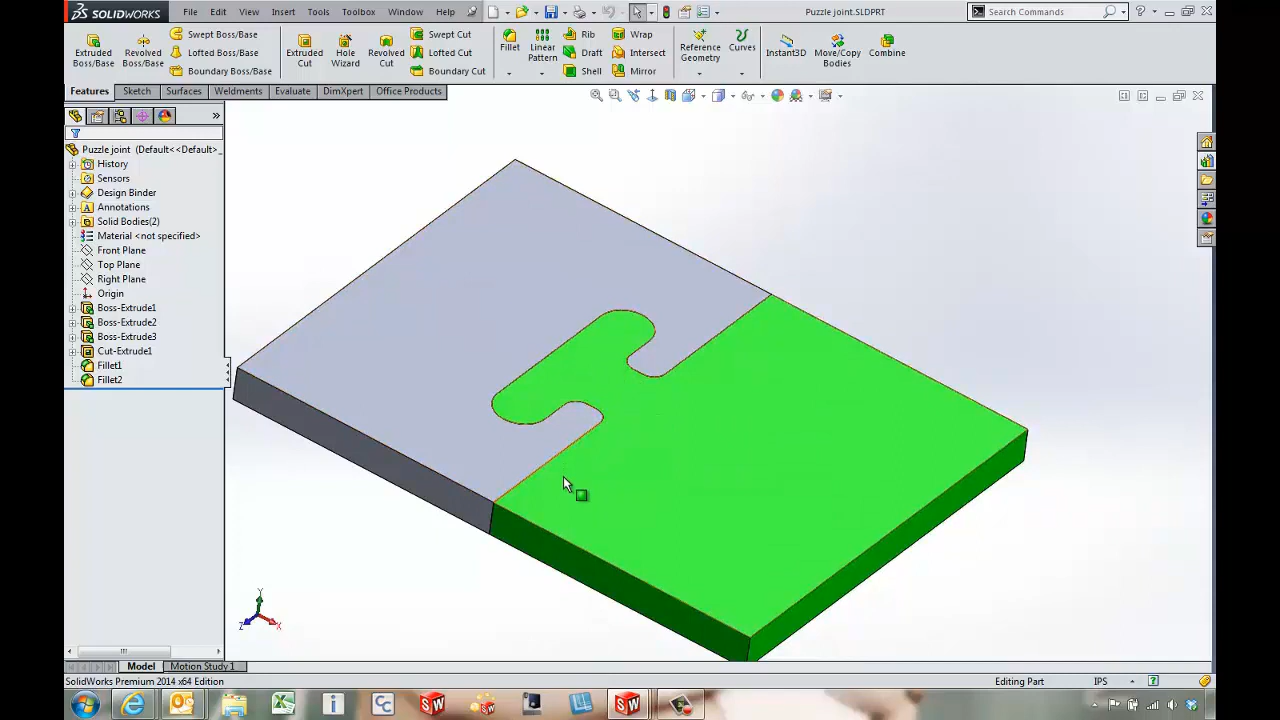 SOLIDWORKS
File Edit View Insert Tools Toolbox Window Help
Puzzle joint.SLDPRT
Search Commands
Extruded Boss/Base
Revolved Boss/Base
Swept Boss/Base
Lofted Boss/Base
Boundary Boss/Base
Extruded Cut
Hole Wizard
Revolved Cut
Swept Cut
Lofted Cut
Boundary Cut
Fillet
Linear Pattern
Rib
Draft
Shell
Wrap
Intersect
Mirror
Reference Geometry
Curves
Instant3D
Move/Copy Bodies
Combine
Features Sketch Surfaces Weldments Evaluate DimXpert Office Products
Puzzle joint (Default<<Default>_
History
Sensors
Design Binder
Annotations
Solid Bodies(2)
Material <not specified>
Front Plane
Top Plane
Right Plane
Origin
Boss-Extrude1
Boss-Extrude2
Boss-Extrude3
Cut-Extrude1
Fillet1
Fillet2
Y
Z
X
Model Motion Study 1
SolidWorks Premium 2014 x64 Edition
Editing Part
IPS